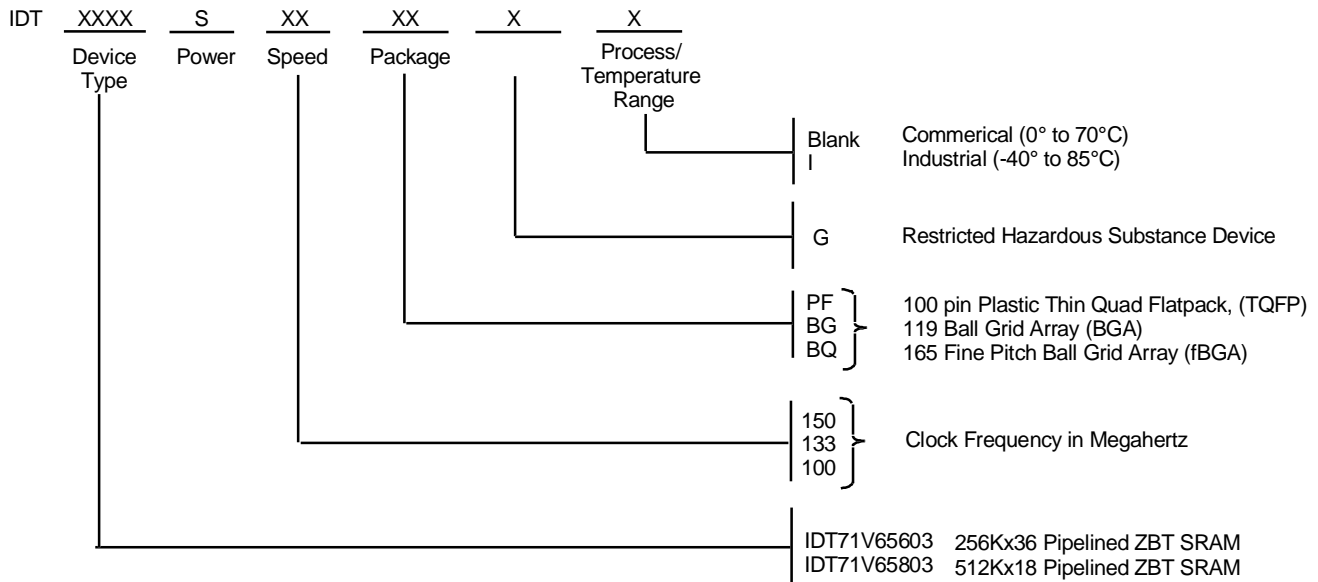 IDT XXXX S XX XX X X
Device Type Power Speed Package Process/ Temperature Range
Blank Commerical (0° to 70°C)
I Industrial (-40° to 85°C)
G Restricted Hazardous Substance Device
PF 100 pin Plastic Thin Quad Flatpack, (TQFP)
BG 119 Ball Grid Array (BGA)
BQ 165 Fine Pitch Ball Grid Array (fBGA)
150
133 Clock Frequency in Megahertz
100
IDT71V65603 256Kx36 Pipelined ZBT SRAM
IDT71V65803 512Kx18 Pipelined ZBT SRAM